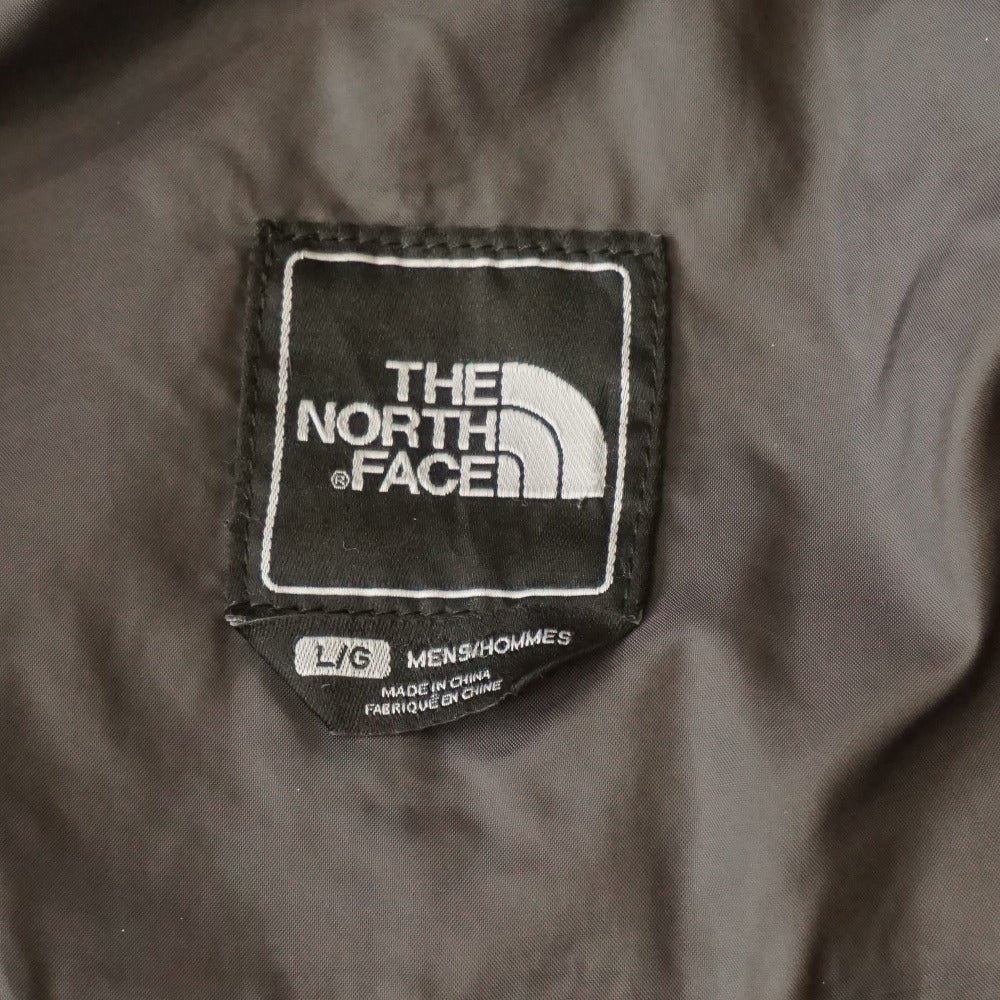 THE
NORTH
®FACE
L/G MENS/HOMMES
MADE IN CHINA
FABRIQUÉ EN CHINE